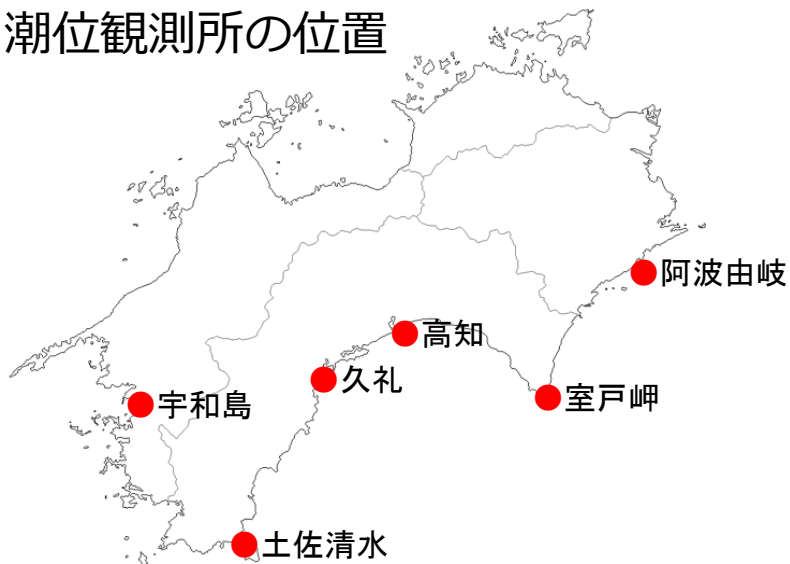 潮位観測所の位置
阿波由岐
高知
久礼
室戸岬
宇和島
土佐清水